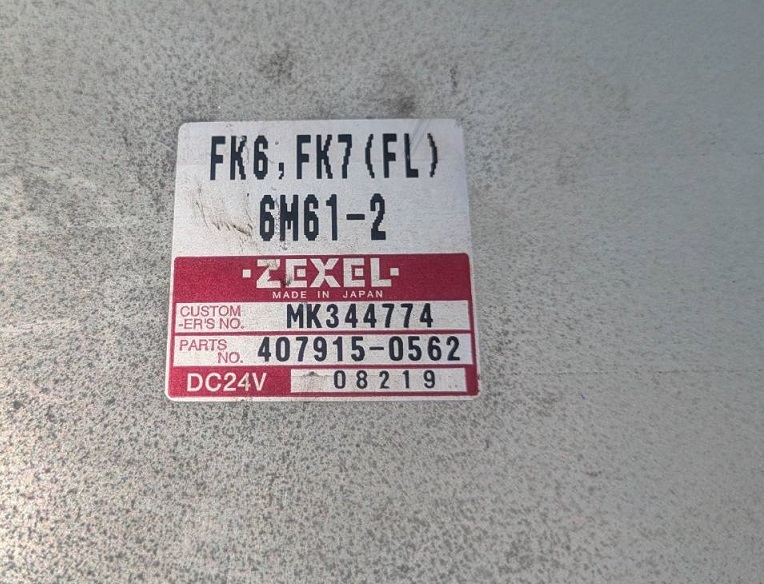 FK6, FK7(FL)
6M61-2
·ZEXEL·
MADE IN JAPAN
CUSTOM
-ER'S NO. MK344774
PARTS
NO. 407915-0562
DC24V 08219